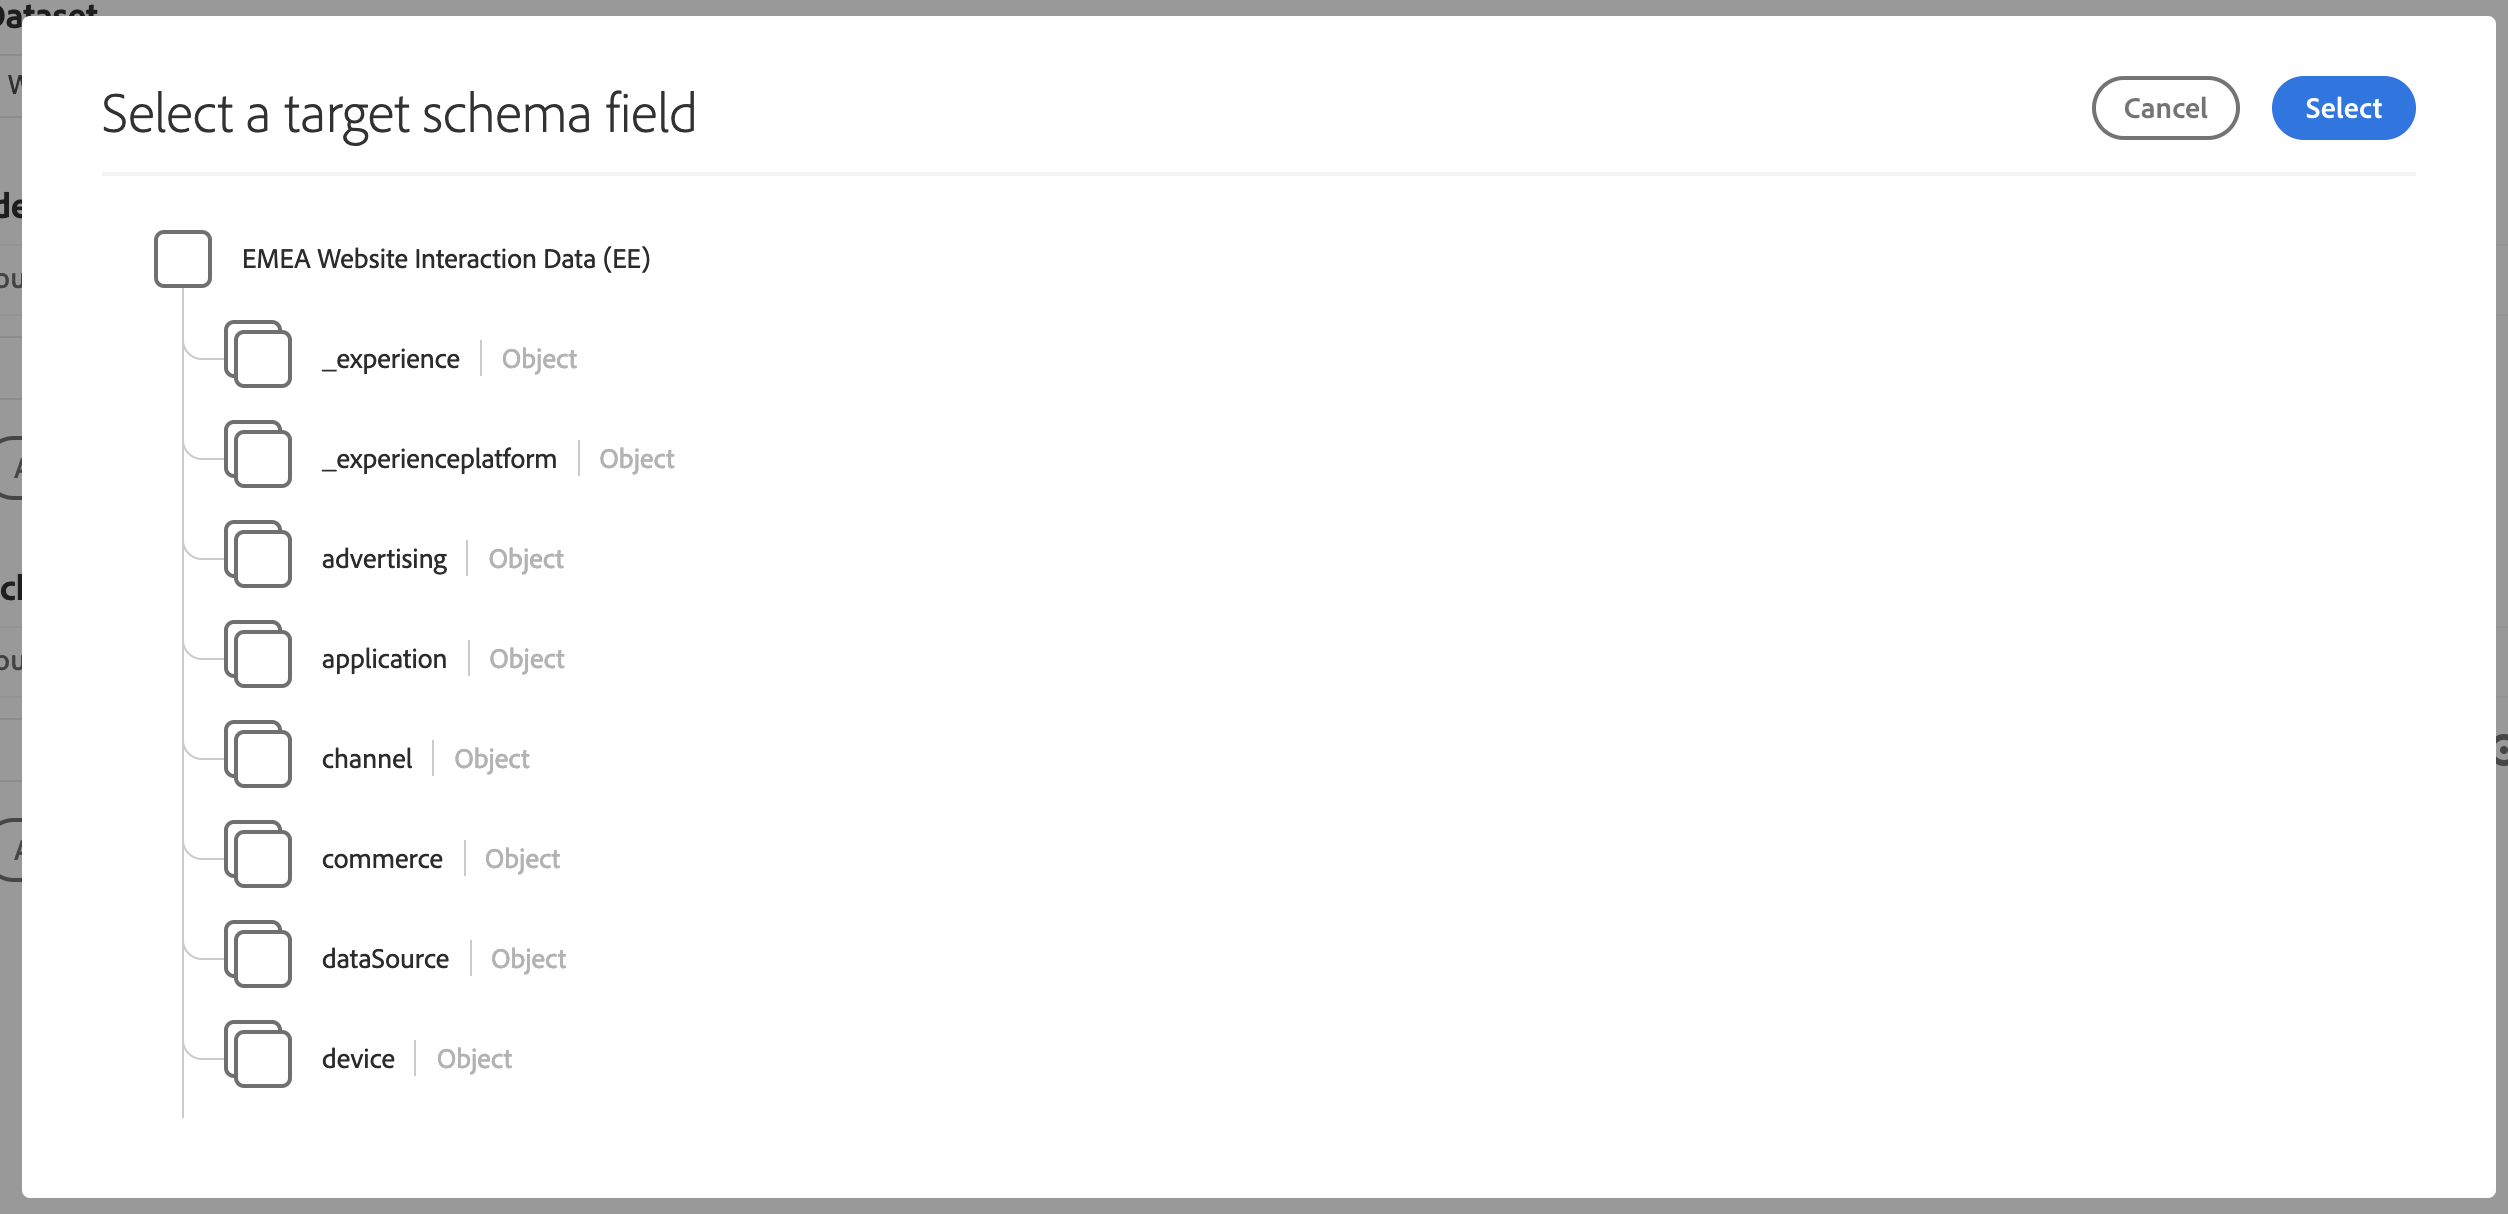 Select a target schema field
Cancel
Select
EMEA Website Interaction Data (EE)
_experience
Object
_experienceplatform
Object
advertising
Object
application
Object
channel
Object
commerce
Object
dataSource
Object
device
Object